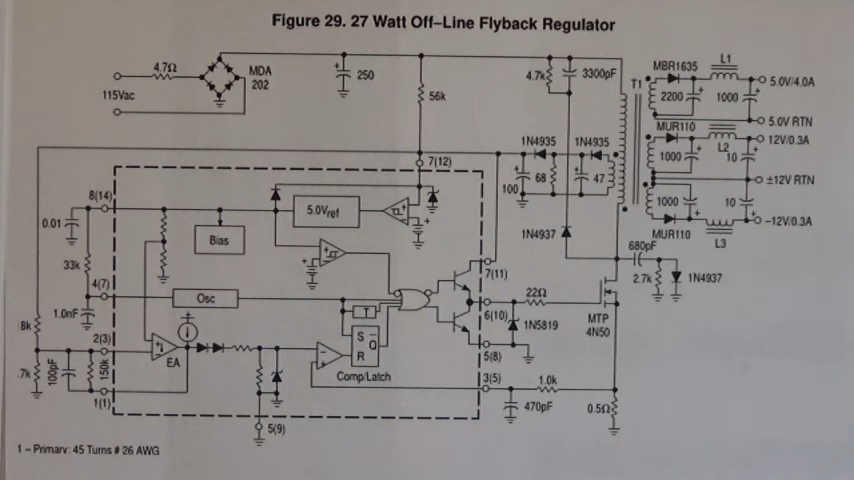 Figure 29. 27 Watt Off–Line Flyback Regulator
4.7Ω
MDA
202
115Vac
250
56k
4.7k
3300pF
T1
MBR1635
L1
2200
1000
5.0V/4.0A
5.0V RTN
MUR110
12V/0.3A
L2
1000
10
±12V RTN
1000
10
MUR110
L3
–12V/0.3A
1N4935
1N4935
7(12)
100
68
47
1N4937
680pF
2.7k
1N4937
8(14)
0.01
5.0Vref
Bias
33k
7(11)
4(7)
Osc
T
6(10)
22Ω
MTP
4N50
1.0nF
1N5819
8k
2(3)
EA
S
Q
R
5(8)
Comp/Latch
.7k
100pF
150k
3(5)
1.0k
1(1)
470pF
0.5Ω
5(9)
1 – Primary: 45 Turns # 26 AWG